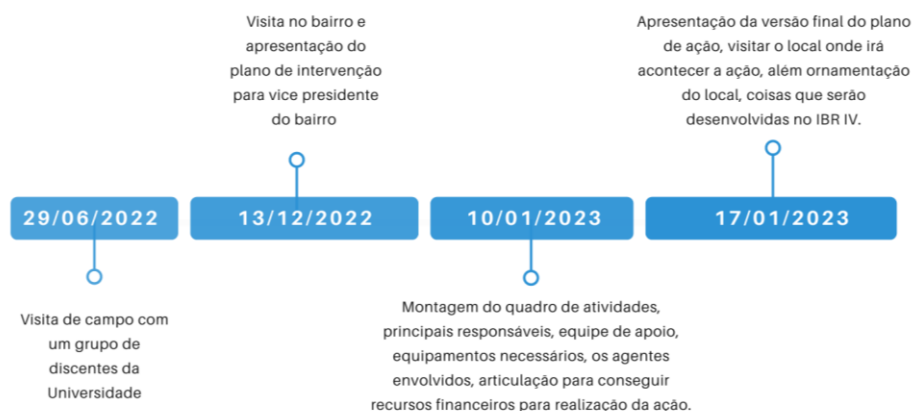 Visita no bairro e
apresentação do
plano de intervenção
para vice presidente
do bairro
Apresentação da versão final do plano
de ação, visitar o local onde irá
acontecer a ação, além ornamentação
do local, coisas que serão
desenvolvidas no IBR IV.
29/06/2022
13/12/2022
10/01/2023
17/01/2023
Visita de campo com
um grupo de
discentes da
Universidade
Montagem do quadro de atividades,
principais responsáveis, equipe de apoio,
equipamentos necessários, os agentes
envolvidos, articulação para conseguir
recursos financeiros para realização da ação.